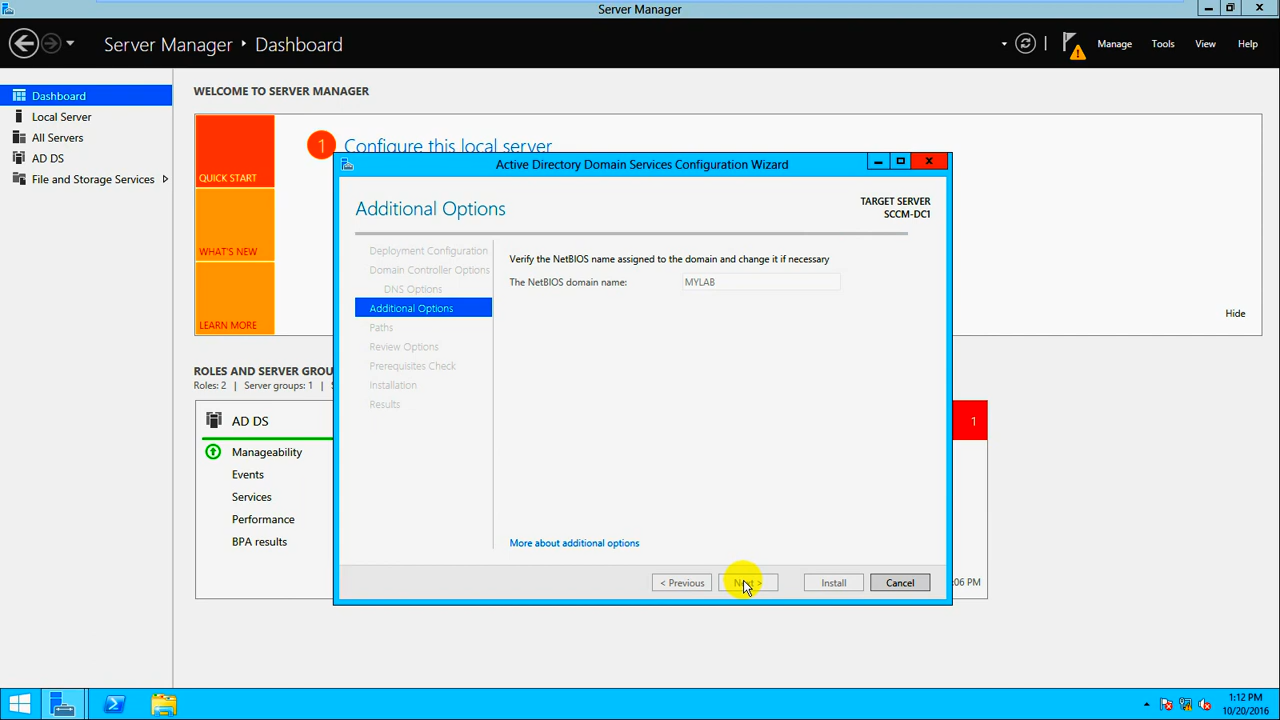 Server Manager
Server Manager ‣ Dashboard
Manage
Tools
View
Help
Dashboard
Local Server
All Servers
AD DS
File and Storage Services
WELCOME TO SERVER MANAGER
QUICK START
WHAT'S NEW
LEARN MORE
1 Configure this local server
Hide
ROLES AND SERVER GROU
Roles: 2 | Server groups: 1 |
AD DS
Manageability
Events
Services
Performance
BPA results
1
:06 PM
Active Directory Domain Services Configuration Wizard
Additional Options
TARGET SERVER
SCCM-DC1
Deployment Configuration
Domain Controller Options
DNS Options
Additional Options
Paths
Review Options
Prerequisites Check
Installation
Results
Verify the NetBIOS name assigned to the domain and change it if necessary
The NetBIOS domain name: MYLAB
More about additional options
< Previous
Next >
Install
Cancel
1:12 PM
10/20/2016